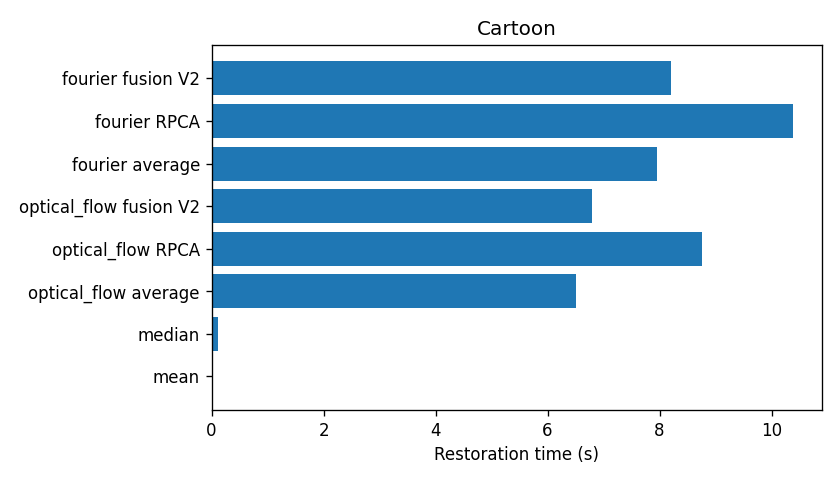 Cartoon
fourier fusion V2
fourier RPCA
fourier average
optical_flow fusion V2
optical_flow RPCA
optical_flow average
median
mean
0 2 4 6 8 10
Restoration time (s)